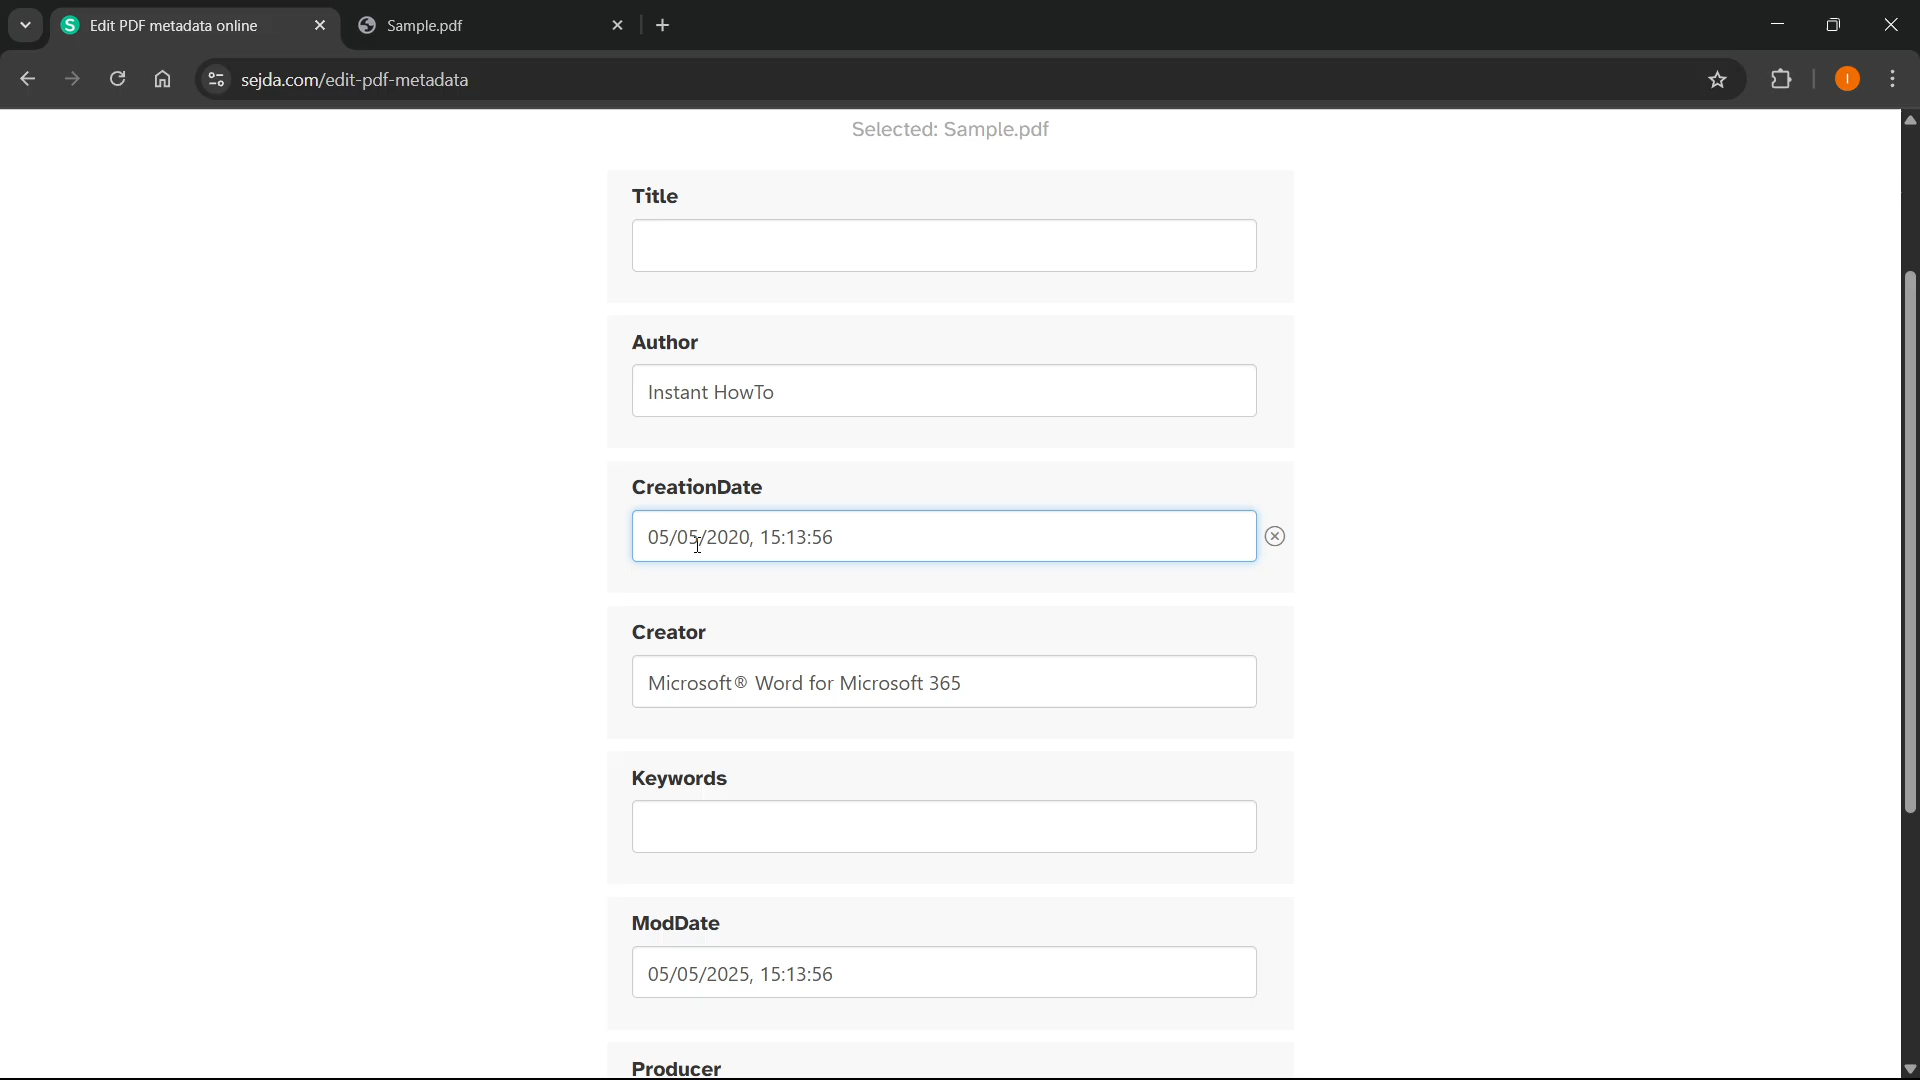 Edit PDF metadata online
Sample.pdf
sejda.com/edit-pdf-metadata
I
Selected: Sample.pdf
Title
Author
Instant HowTo
CreationDate
05/05/2020, 15:13:56
Creator
Microsoft® Word for Microsoft 365
Keywords
ModDate
05/05/2025, 15:13:56
Producer